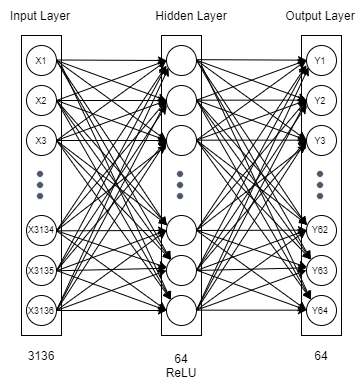 Input Layer Hidden Layer Output Layer
X1 Y1
X2 Y2
X3 Y3
X3134 Y62
X3135 Y63
X3136 Y64
3136 64 64
ReLU